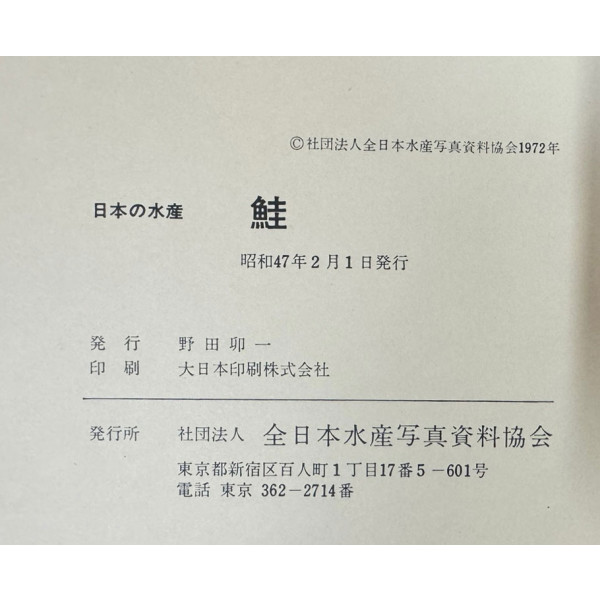 ©社団法人全日本水産写真資料協会1972年
日本の水産 鮭
昭和47年2月1日発行
発行 野田卯一
印刷 大日本印刷株式会社
発行所 社団法人 全日本水産写真資料協会
東京都新宿区百人町1丁目17番5－601号
電話 東京 362－2714番